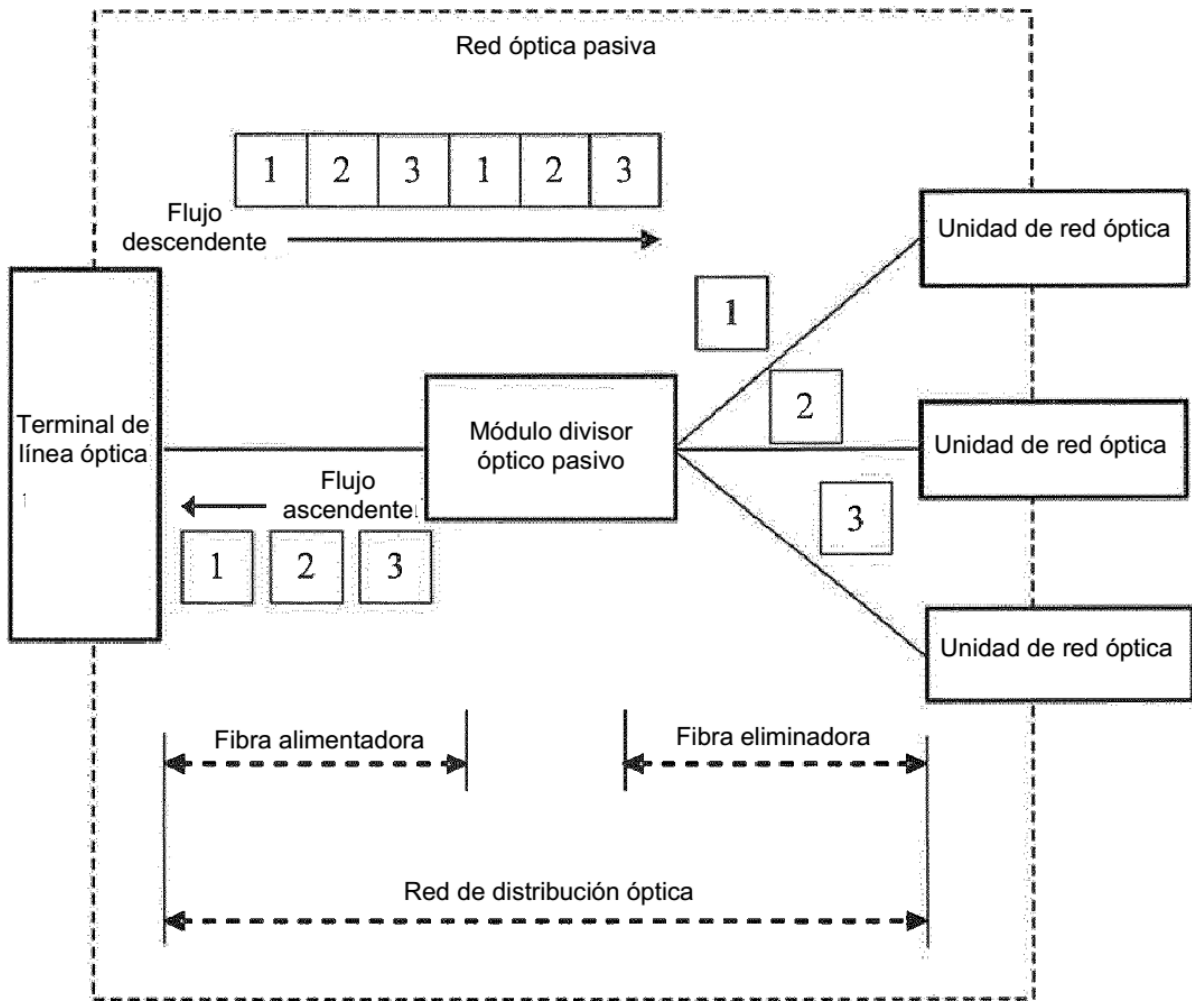 Red óptica pasiva
1 2 3 1 2 3
Flujo
descendente
Unidad de red óptica
1
2
Terminal de
línea óptica
Módulo divisor
óptico pasivo
Unidad de red óptica
Flujo
ascendente
3
1 2 3
Unidad de red óptica
Fibra alimentadora
Fibra eliminadora
Red de distribución óptica